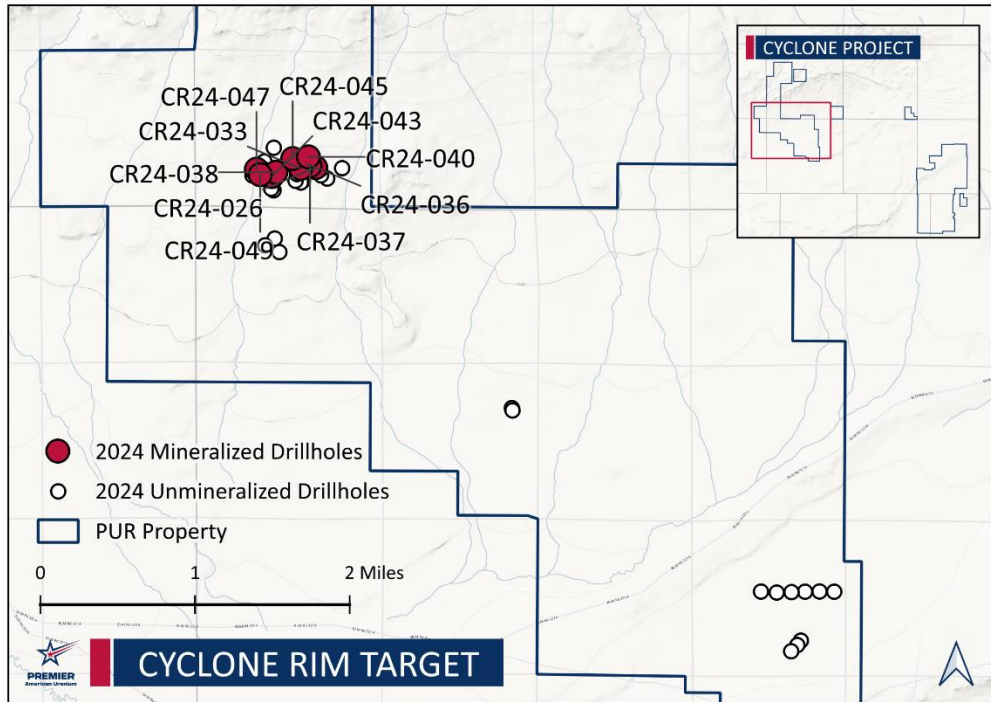 CYCLONE PROJECT
CR24-045
CR24-047
CR24-043
CR24-033
CR24-040
CR24-038
CR24-036
CR24-026
CR24-037
CR24-049
2024 Mineralized Drillholes
2024 Unmineralized Drillholes
PUR Property
0 1 2 Miles
PREMIER
American Uranium
CYCLONE RIM TARGET